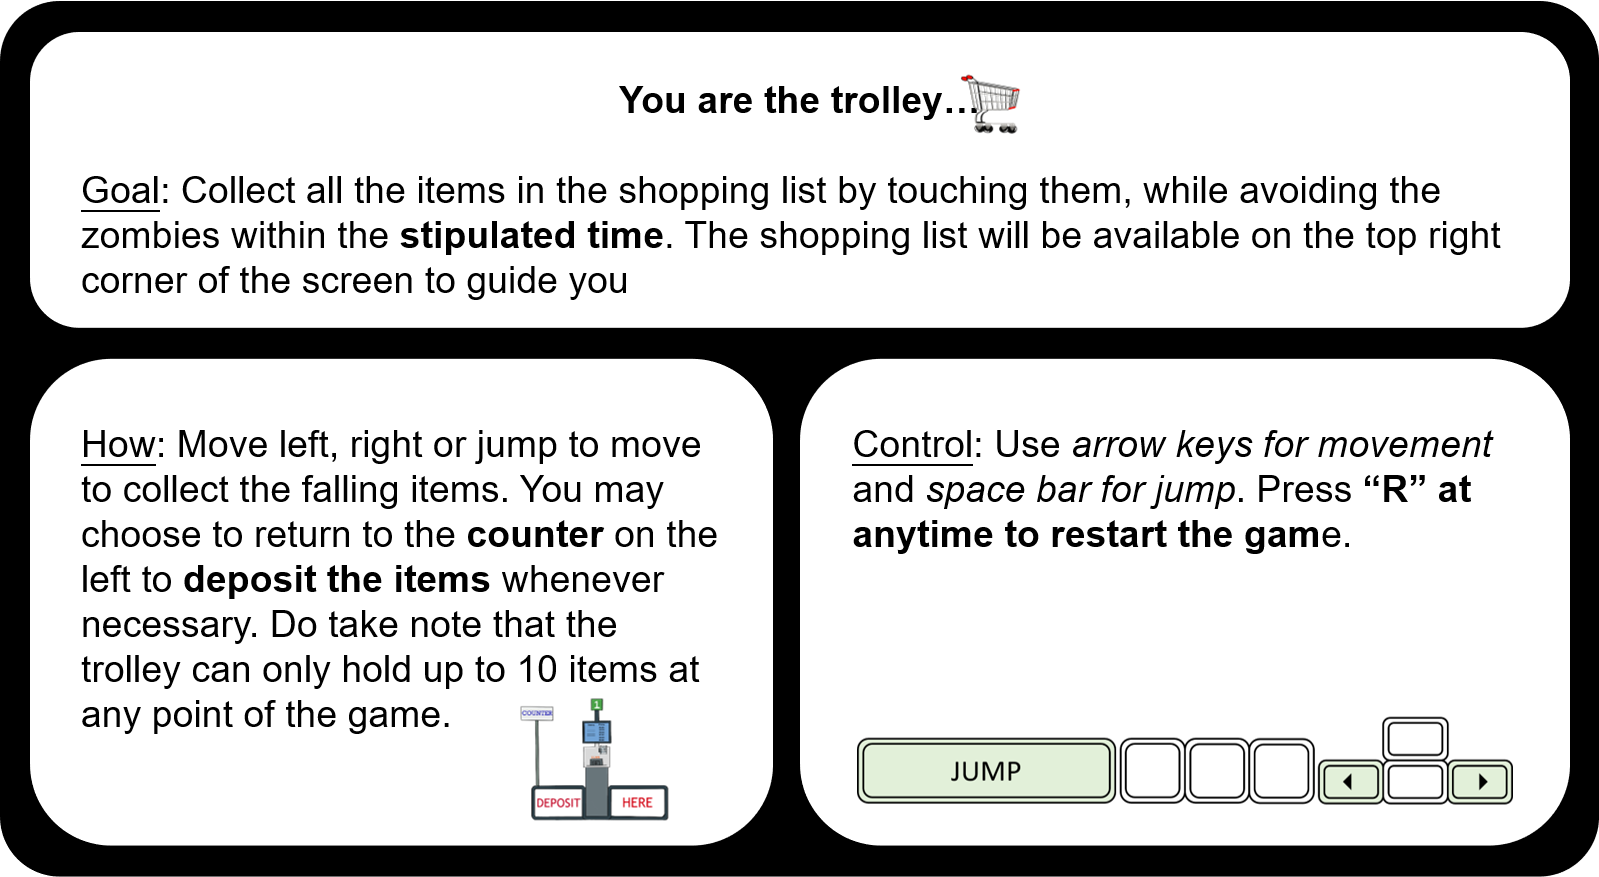 You are the trolley...
Goal: Collect all the items in the shopping list by touching them, while avoiding the
zombies within the stipulated time. The shopping list will be available on the top right
corner of the screen to guide you
How: Move left, right or jump to move
to collect the falling items. You may
choose to return to the counter on the
left to deposit the items whenever
necessary. Do take note that the
trolley can only hold up to 10 items at
any point of the game.
COUNTER
1
DEPOSIT
HERE
Control: Use arrow keys for movement
and space bar for jump. Press “R” at
anytime to restart the game.
JUMP